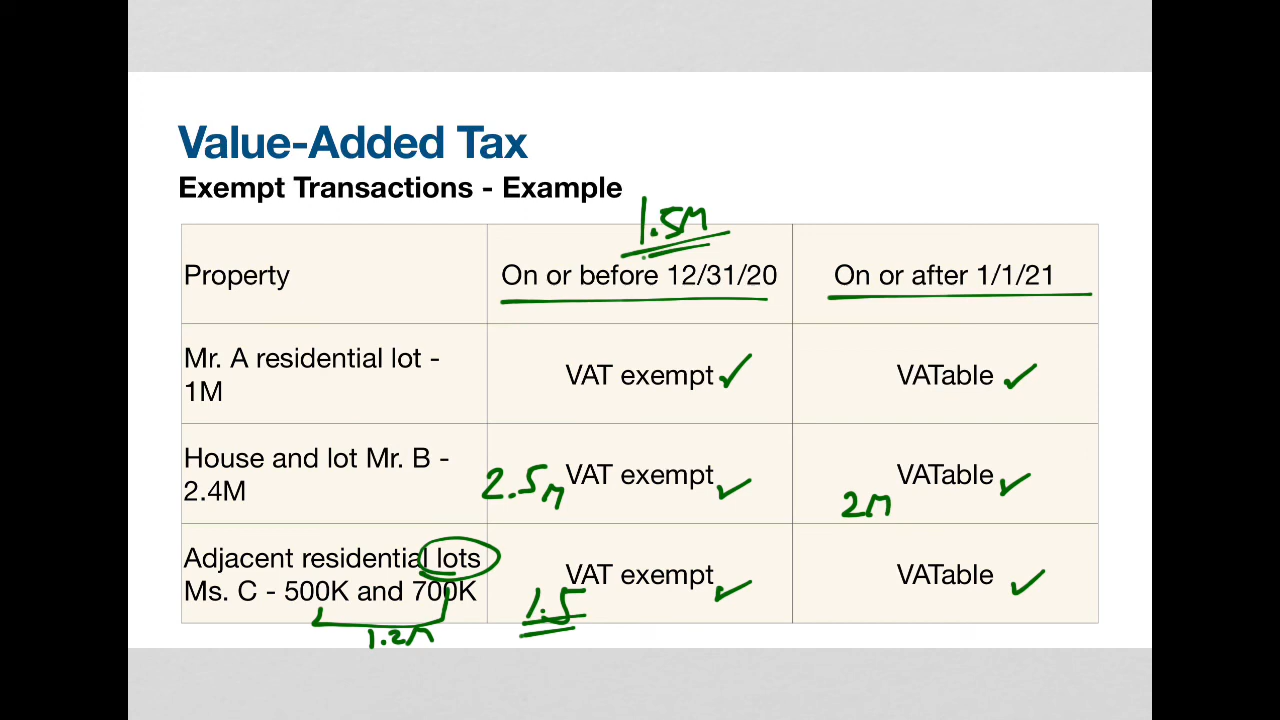 Value-Added Tax
Exempt Transactions - Example
1.5M
Property
On or before 12/31/20
On or after 1/1/21
Mr. A residential lot -
1M
VAT exempt
VATable
House and lot Mr. B -
2.4M
2.5M
VAT exempt
2M
VATable
Adjacent residential lots
Ms. C - 500K and 700K
1.2M
VAT exempt
1.5
VATable